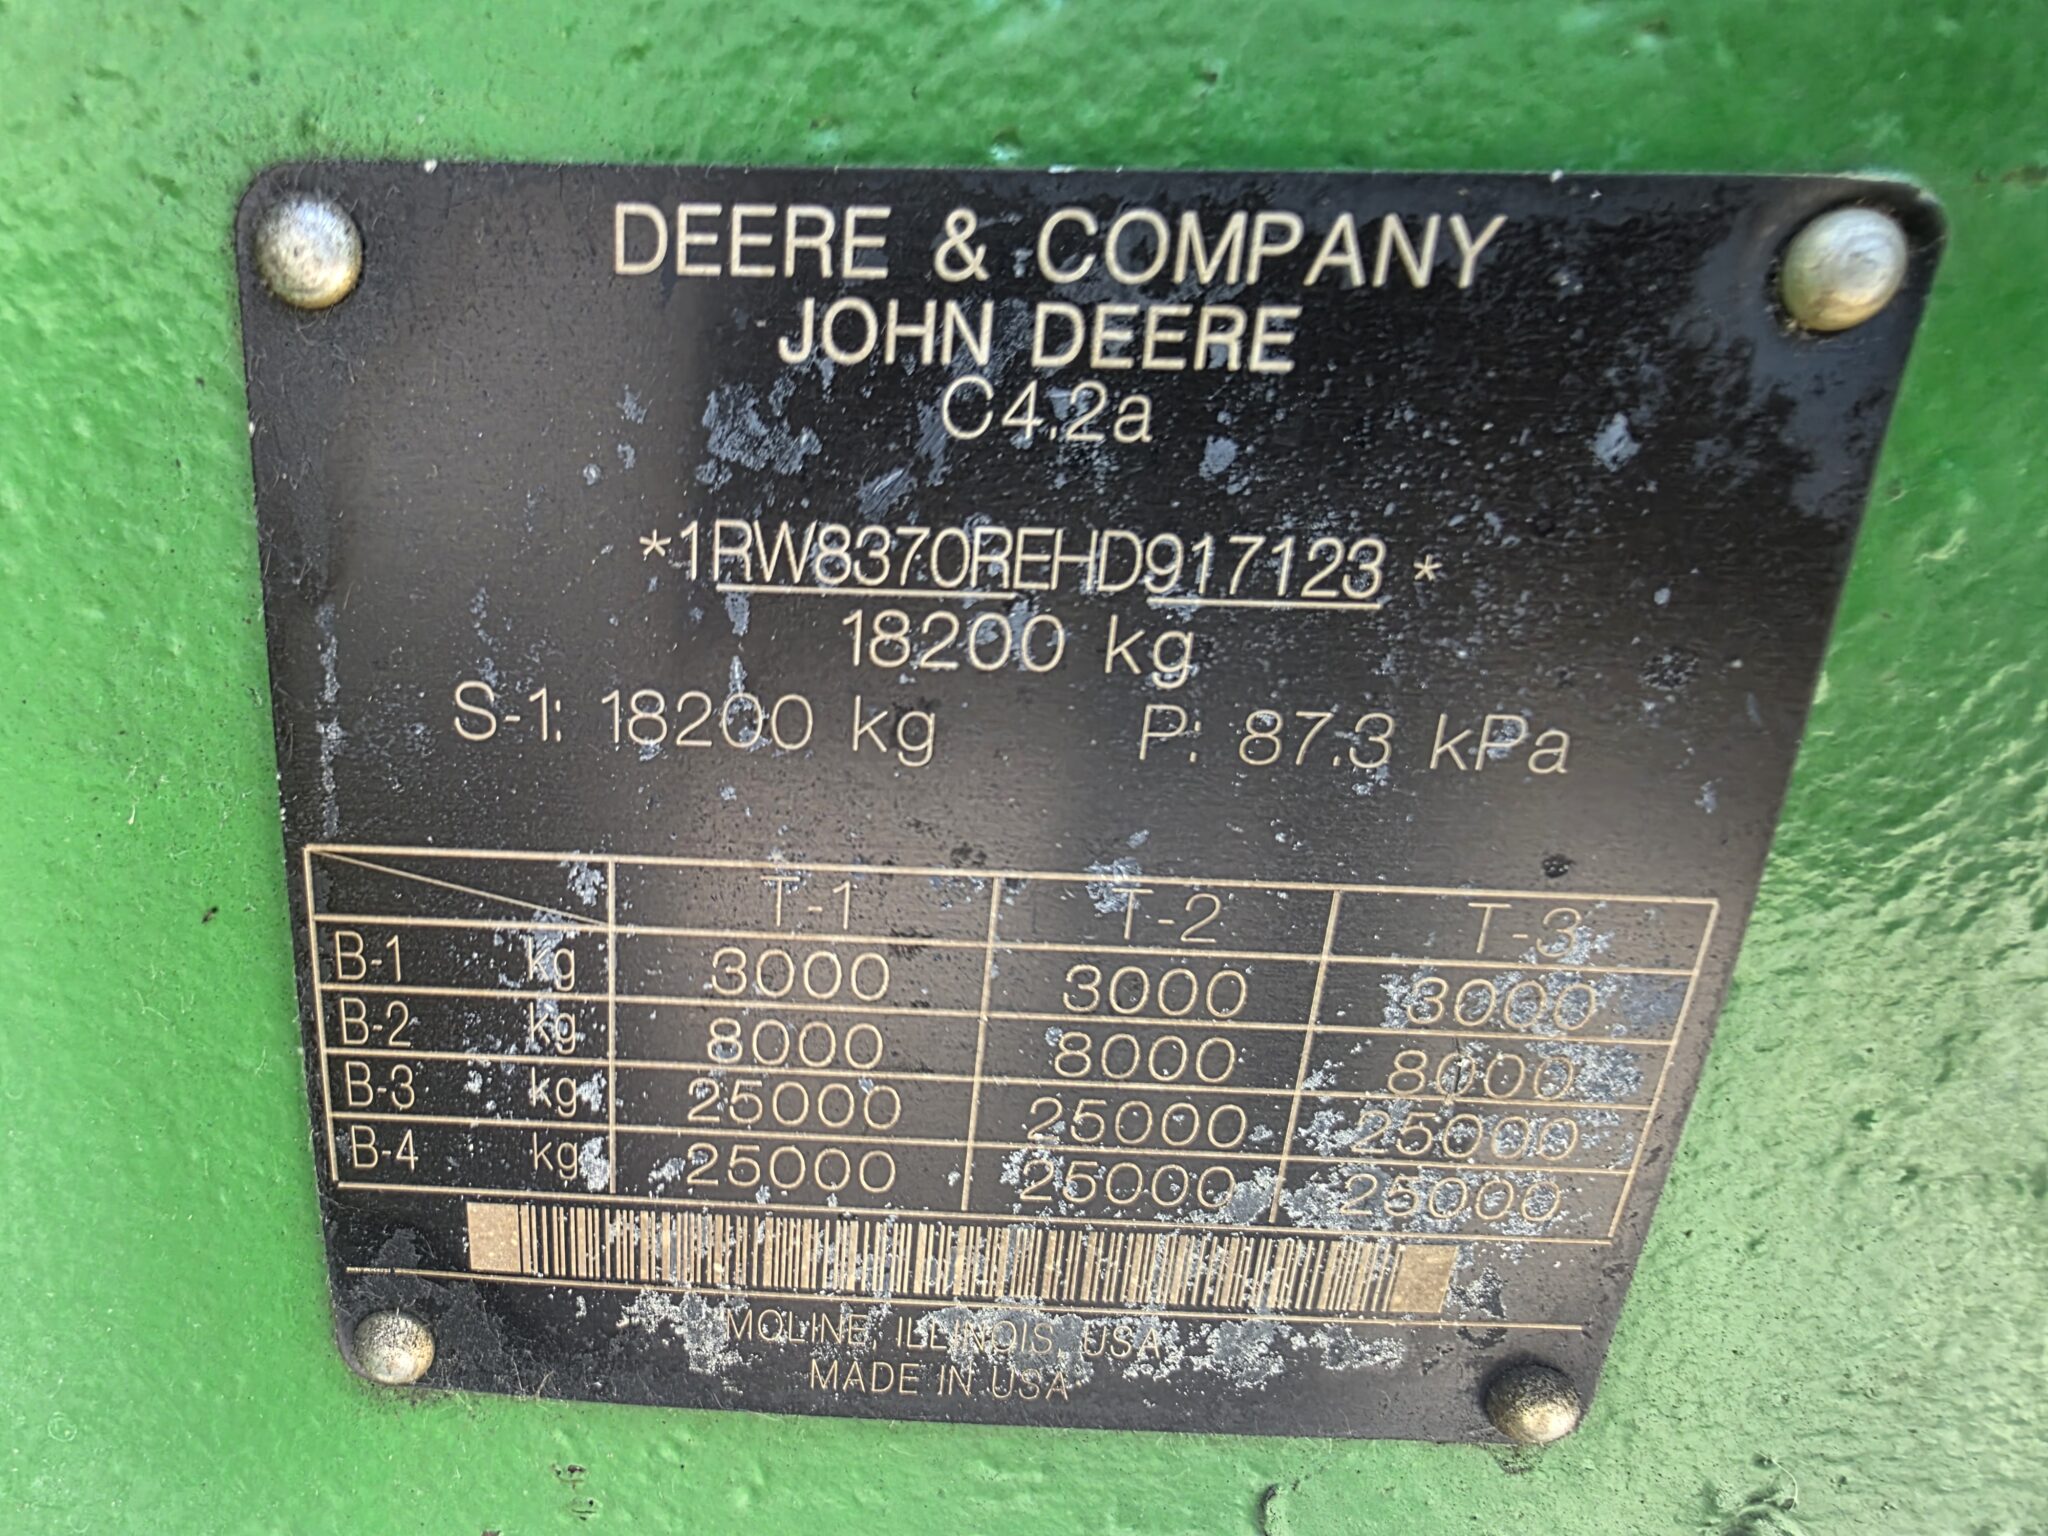 DEERE & COMPANY
JOHN DEERE
C4.2a
*1RW8370REHD917123*
18200 kg
S-1: 18200 kg P: 87.3 kPa
T-1 T-2 T-3
B-1 kg 3000 3000 3000
B-2 kg 8000 8000 8000
B-3 kg 25000 25000 25000
B-4 kg 25000 25000 25000
MOLINE, ILLINOIS, USA
MADE IN USA